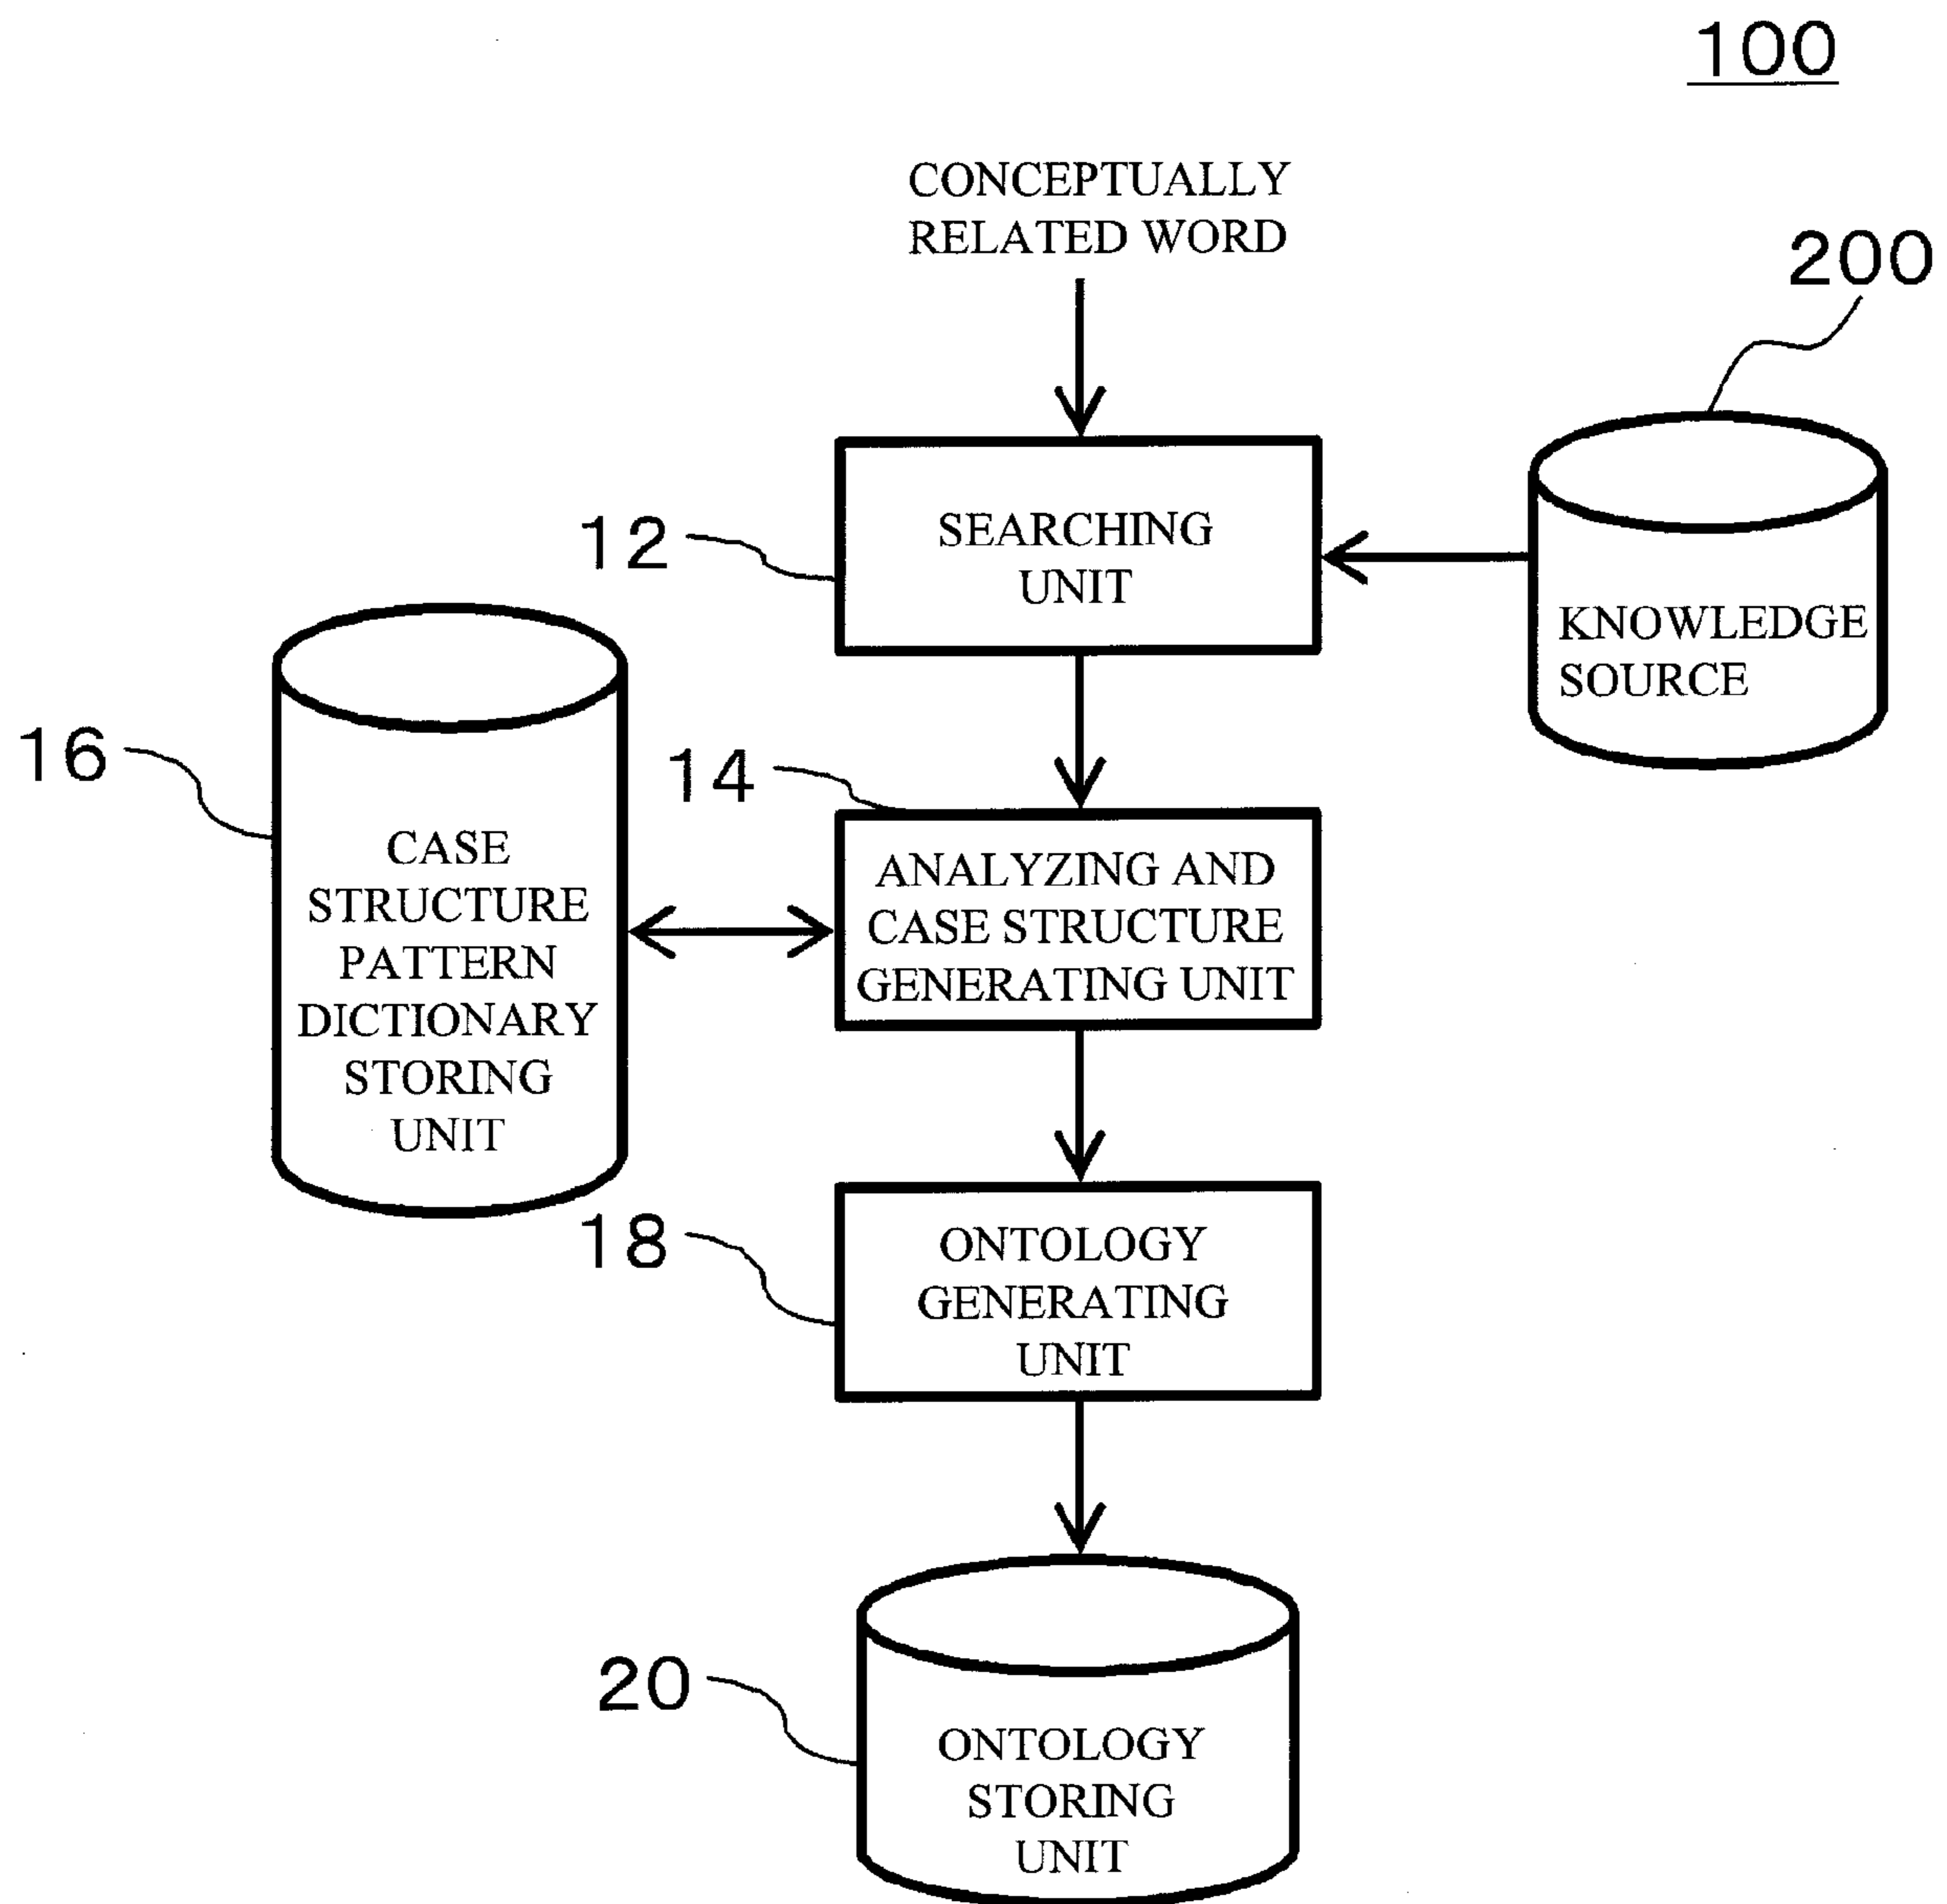 100
CONCEPTUALLY
RELATED WORD
200
12
SEARCHING
UNIT
KNOWLEDGE
SOURCE
16
14
CASE
STRUCTURE
PATTERN
DICTIONARY
STORING
UNIT
ANALYZING AND
CASE STRUCTURE
GENERATING UNIT
18
ONTOLOGY
GENERATING
UNIT
20
ONTOLOGY
STORING
UNIT